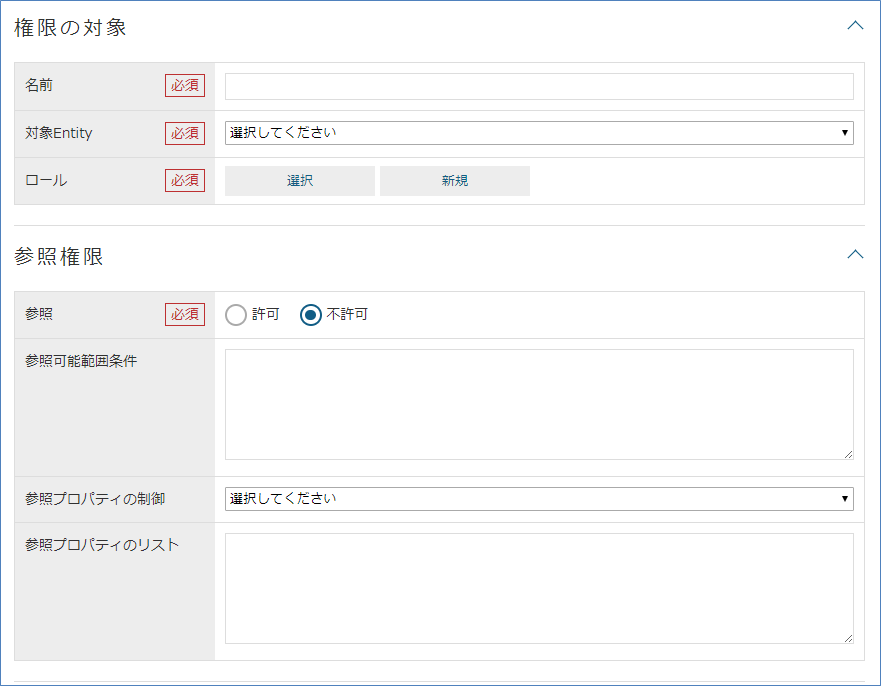 権限の対象
名前 必須
対象Entity 必須 選択してください
ロール 必須 選択 新規
参照権限
参照 必須 許可 不許可
参照可能範囲条件
参照プロパティの制御 選択してください
参照プロパティのリスト